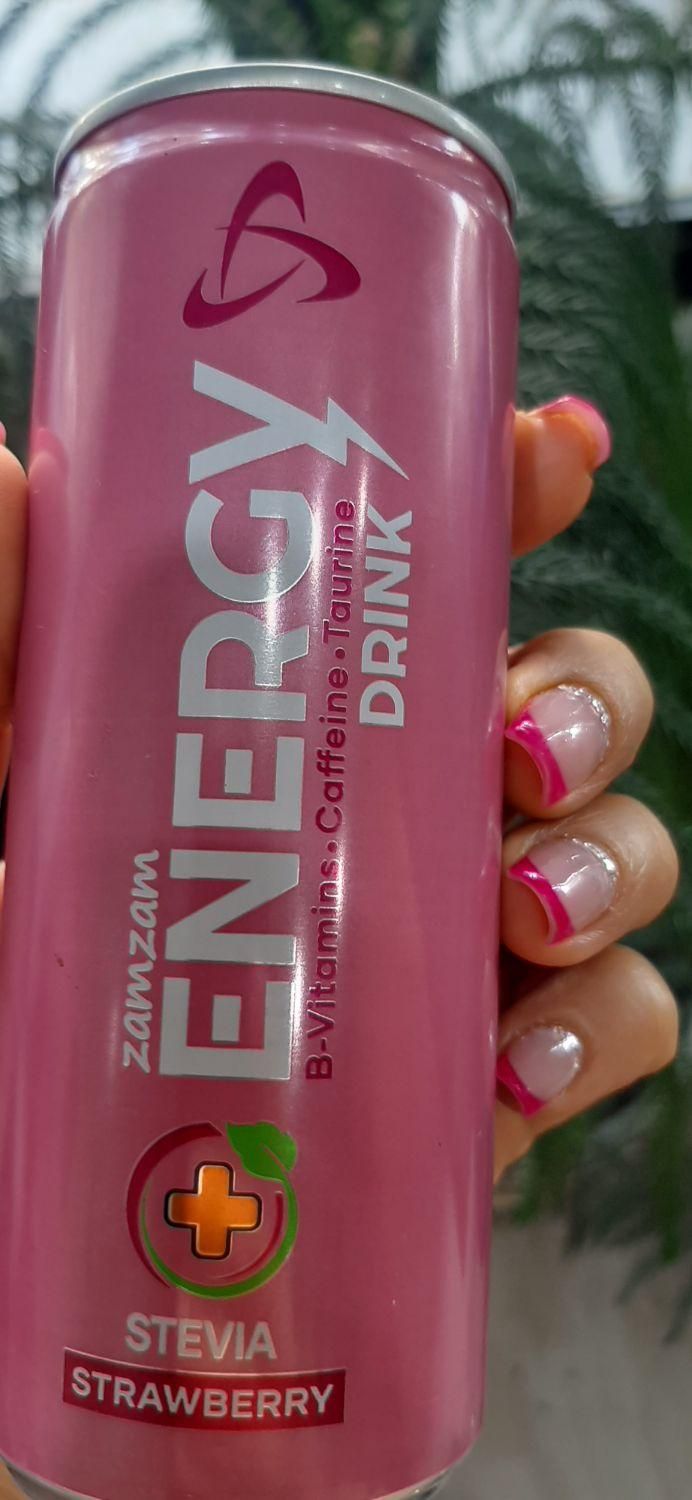 zamzam
ENERGY
B-Vitamins•Caffeine•Taurine
DRINK
STEVIA
STRAWBERRY